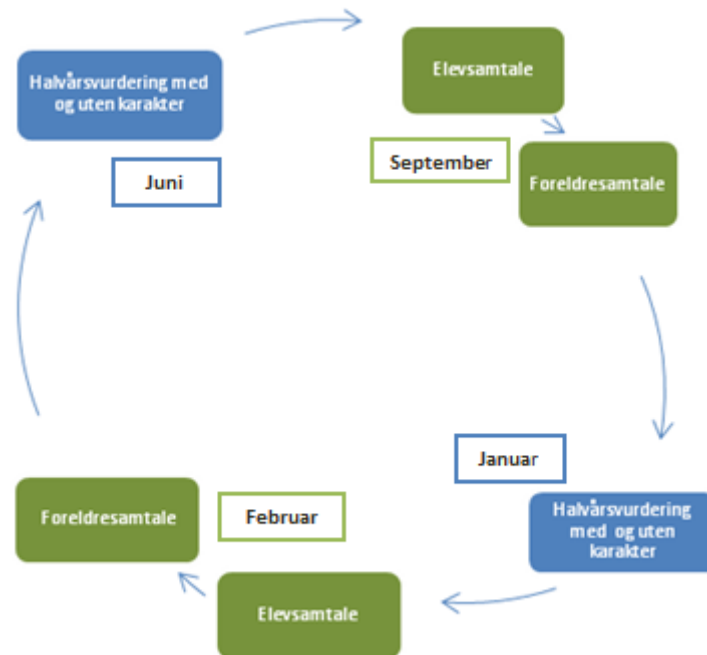 Halvårsvurdering med
og uten karakter
Juni
Elevsamtale
September
Foreldresamtale
Januar
Halvårsvurdering
med og uten
karakter
Foreldresamtale
Februar
Elevsamtale